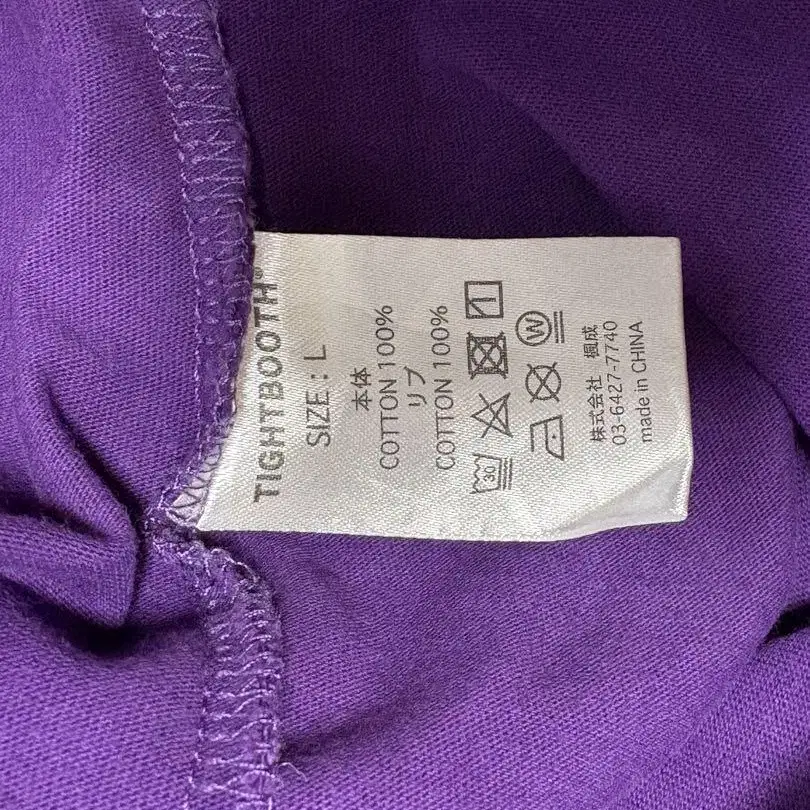 TIGHTBOOTH®
SIZE : L
本体
COTTON 100%
リブ
COTTON 100%
30
W
株式会社 楓成
03-6427-7740
made in CHINA